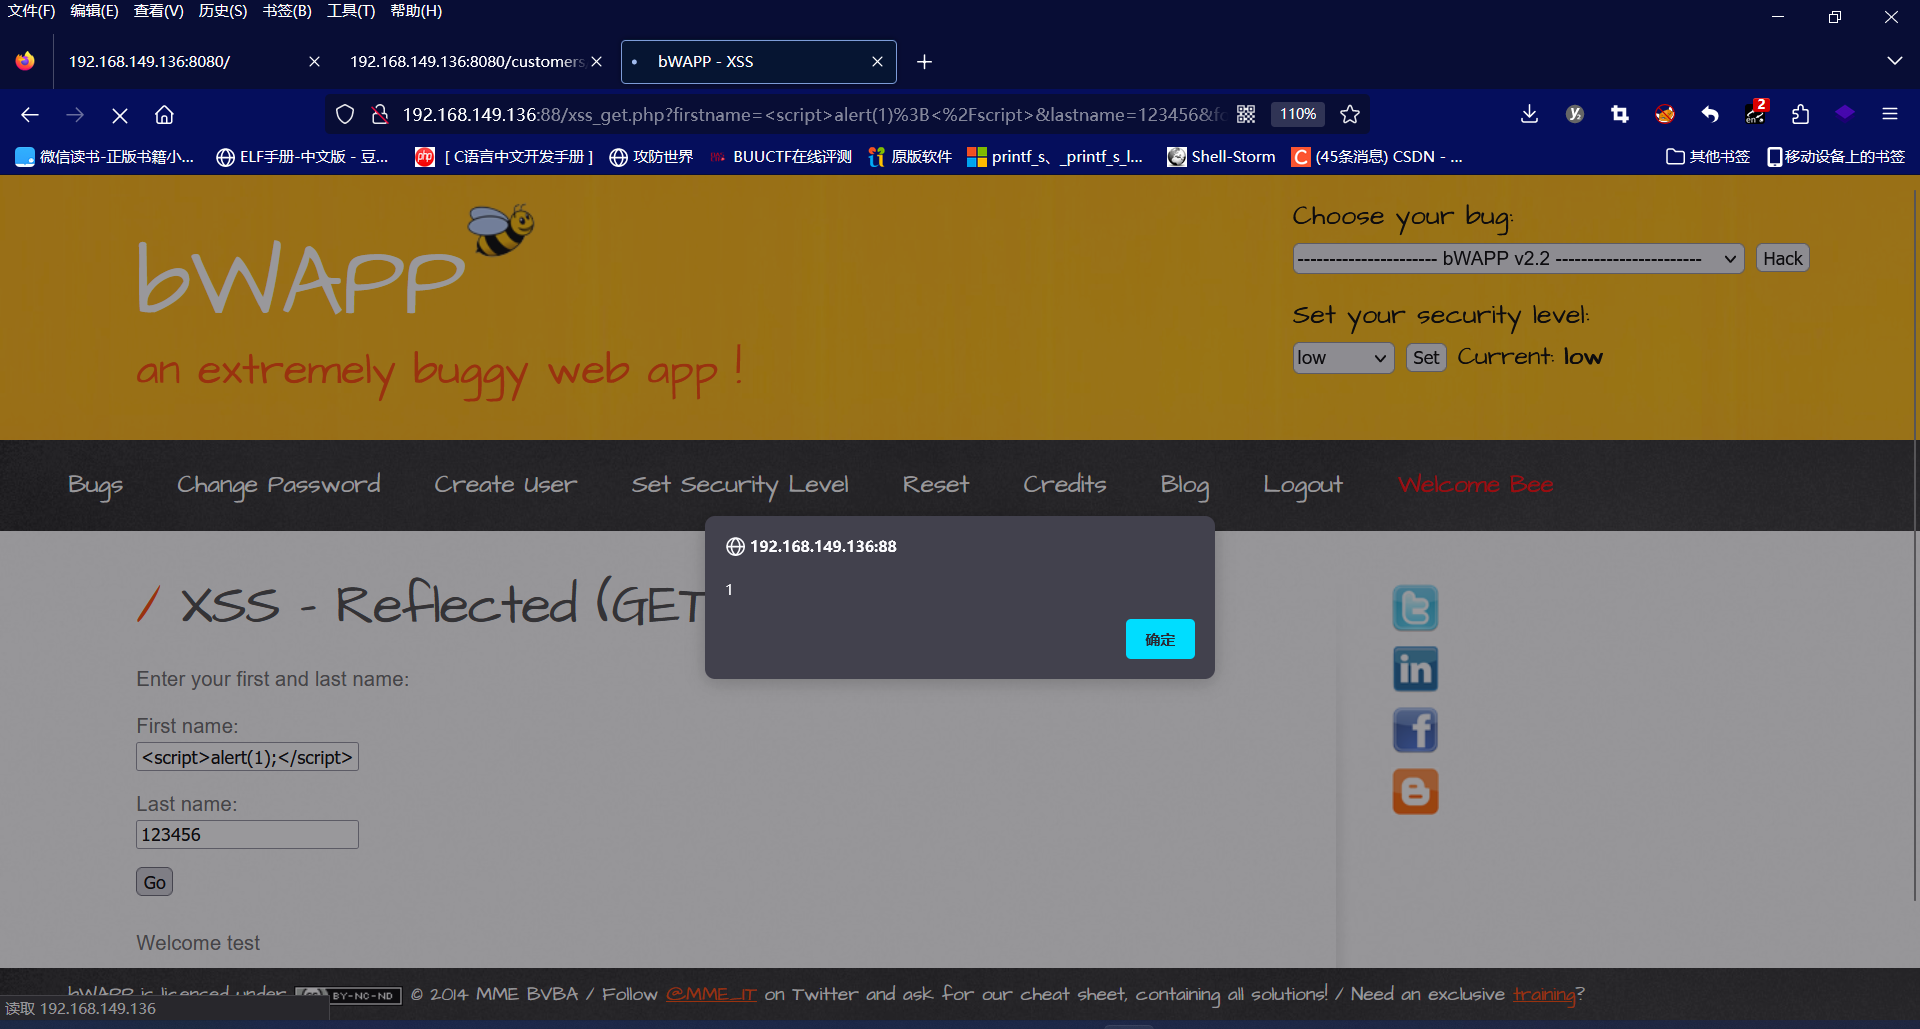 文件(F) 编辑(E) 查看(V) 历史(S) 书签(B) 工具(T) 帮助(H)
192.168.149.136:8080/
192.168.149.136:8080/customers
bWAPP - XSS
192.168.149.136:88/xss_get.php?firstname=<script>alert(1)%3B<%2Fscript>&lastname=123456&fo
110%
y2
en
2
微信读书-正版书籍小...
ELF手册-中文版 - 豆...
php
[ C语言中文开发手册 ]
攻防世界
BUUCTF在线评测
原版软件
printf_s、_printf_s_l...
Shell-Storm
C
(45条消息) CSDN - ...
其他书签
移动设备上的书签
bWAPP
an extremely buggy web app !
Choose your bug:
---------------------- bWAPP v2.2 -----------------------
Hack
Set your security level:
low
Set
Current: low
Bugs
Change Password
Create User
Set Security Level
Reset
Credits
Blog
Logout
Welcome Bee
192.168.149.136:88
1
确定
/ XSS - Reflected (GET
Enter your first and last name:
First name:
<script>alert(1);</script>
Last name:
123456
Go
Welcome test
in
f
bWAPP is licensed under
BY-NC-ND
© 2014 MME BVBA / Follow @MME_IT on Twitter and ask for our cheat sheet, containing all solutions! / Need an exclusive training?
读取 192.168.149.136